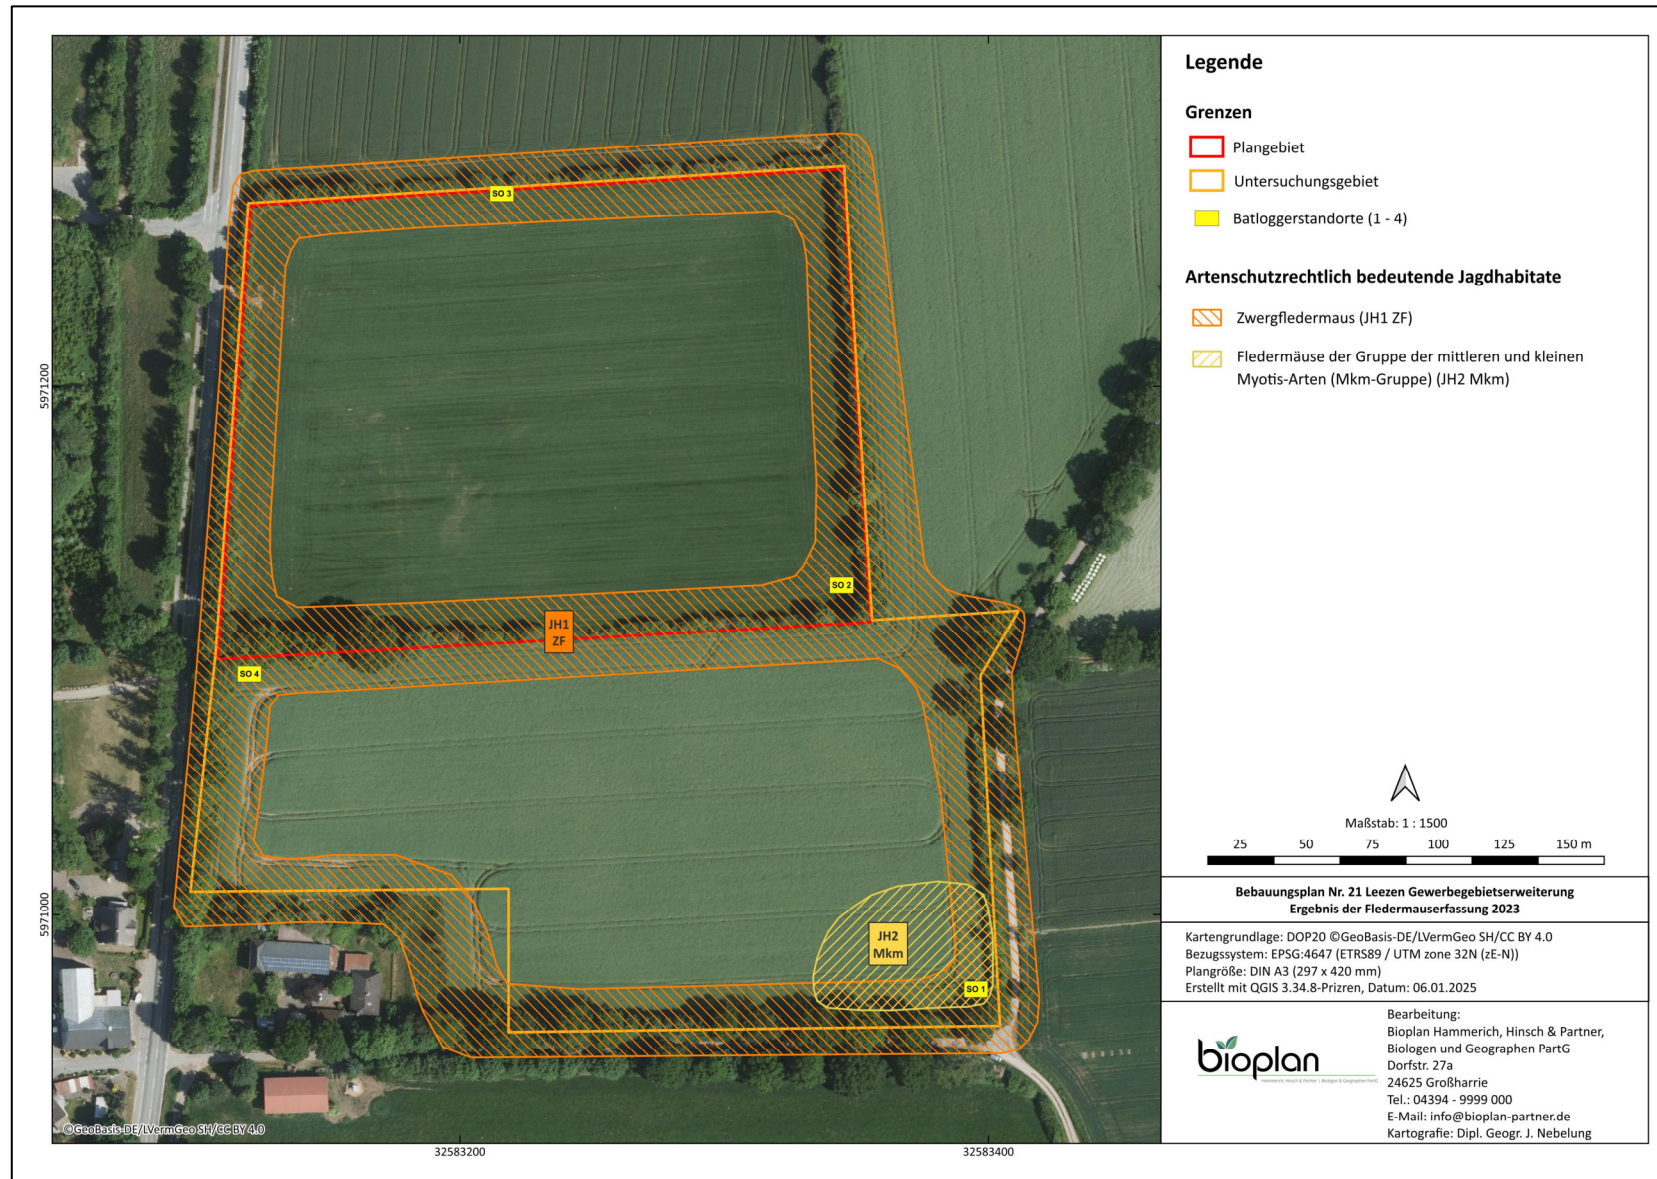 SO 3
5971200
SO 2
JH1
ZF
SO 4
5971000
JH2
Mkm
SO 1
©GeoBasis-DE/LVermGeo SH/CC BY 4.0
32583200
32583400
Legende
Grenzen
Plangebiet
Untersuchungsgebiet
Batloggerstandorte (1 - 4)
Artenschutzrechtlich bedeutende Jagdhabitate
Zwergfledermaus (JH1 ZF)
Fledermäuse der Gruppe der mittleren und kleinen
Myotis-Arten (Mkm-Gruppe) (JH2 Mkm)
Maßstab: 1 : 1500
25 50 75 100 125 150 m
Bebauungsplan Nr. 21 Leezen Gewerbegebietserweiterung
Ergebnis der Fledermauserfassung 2023
Kartengrundlage: DOP20 ©GeoBasis-DE/LVermGeo SH/CC BY 4.0
Bezugssystem: EPSG:4647 (ETRS89 / UTM zone 32N (zE-N))
Plangröße: DIN A3 (297 x 420 mm)
Erstellt mit QGIS 3.34.8-Prizren, Datum: 06.01.2025
bioplan
Hammerich, Hinsch & Partner | Biologen & Geographen PartG
Bearbeitung:
Bioplan Hammerich, Hinsch & Partner,
Biologen und Geographen PartG
Dorfstr. 27a
24625 Großharrie
Tel.: 04394 - 9999 000
E-Mail: info@bioplan-partner.de
Kartografie: Dipl. Geogr. J. Nebelung